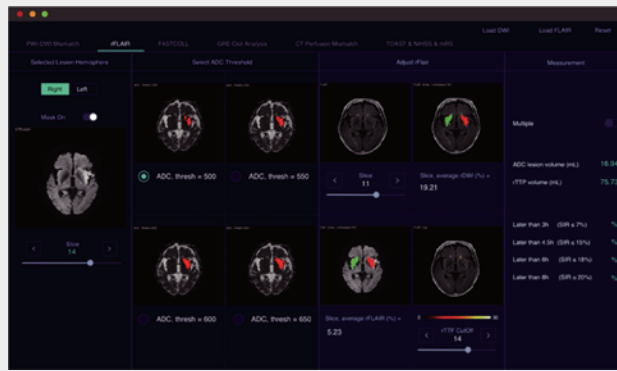 Load DWI Load FLAIR Reset
PWI-DWI Mismatch rFLAIR FASTCOLL GRE Clot Analysis CT Perfusion Mismatch TOAST & NIHSS & mRS
Selected Lesion Hemisphere Select ADC Threshold Adjust rFlair Measurement
Right Left
Mask On
Multiple
ADC, thresh = 500 ADC, thresh = 550
Slice
11
Slice, average rDWI (%) =
19.21
ADC lesion volume (mL) 16.94
rTTP volume (mL) 75.73
Slice
14
Later than 3h (SIR ≤ 7%) %
Later than 4.5h (SIR ≤ 15%) %
Later than 6h (SIR ≤ 18%) %
Later than 8h (SIR ≤ 20%) %
ADC, thresh = 600 ADC, thresh = 650
Slice, average rFLAIR (%) =
5.23
rTTP CutOff
14